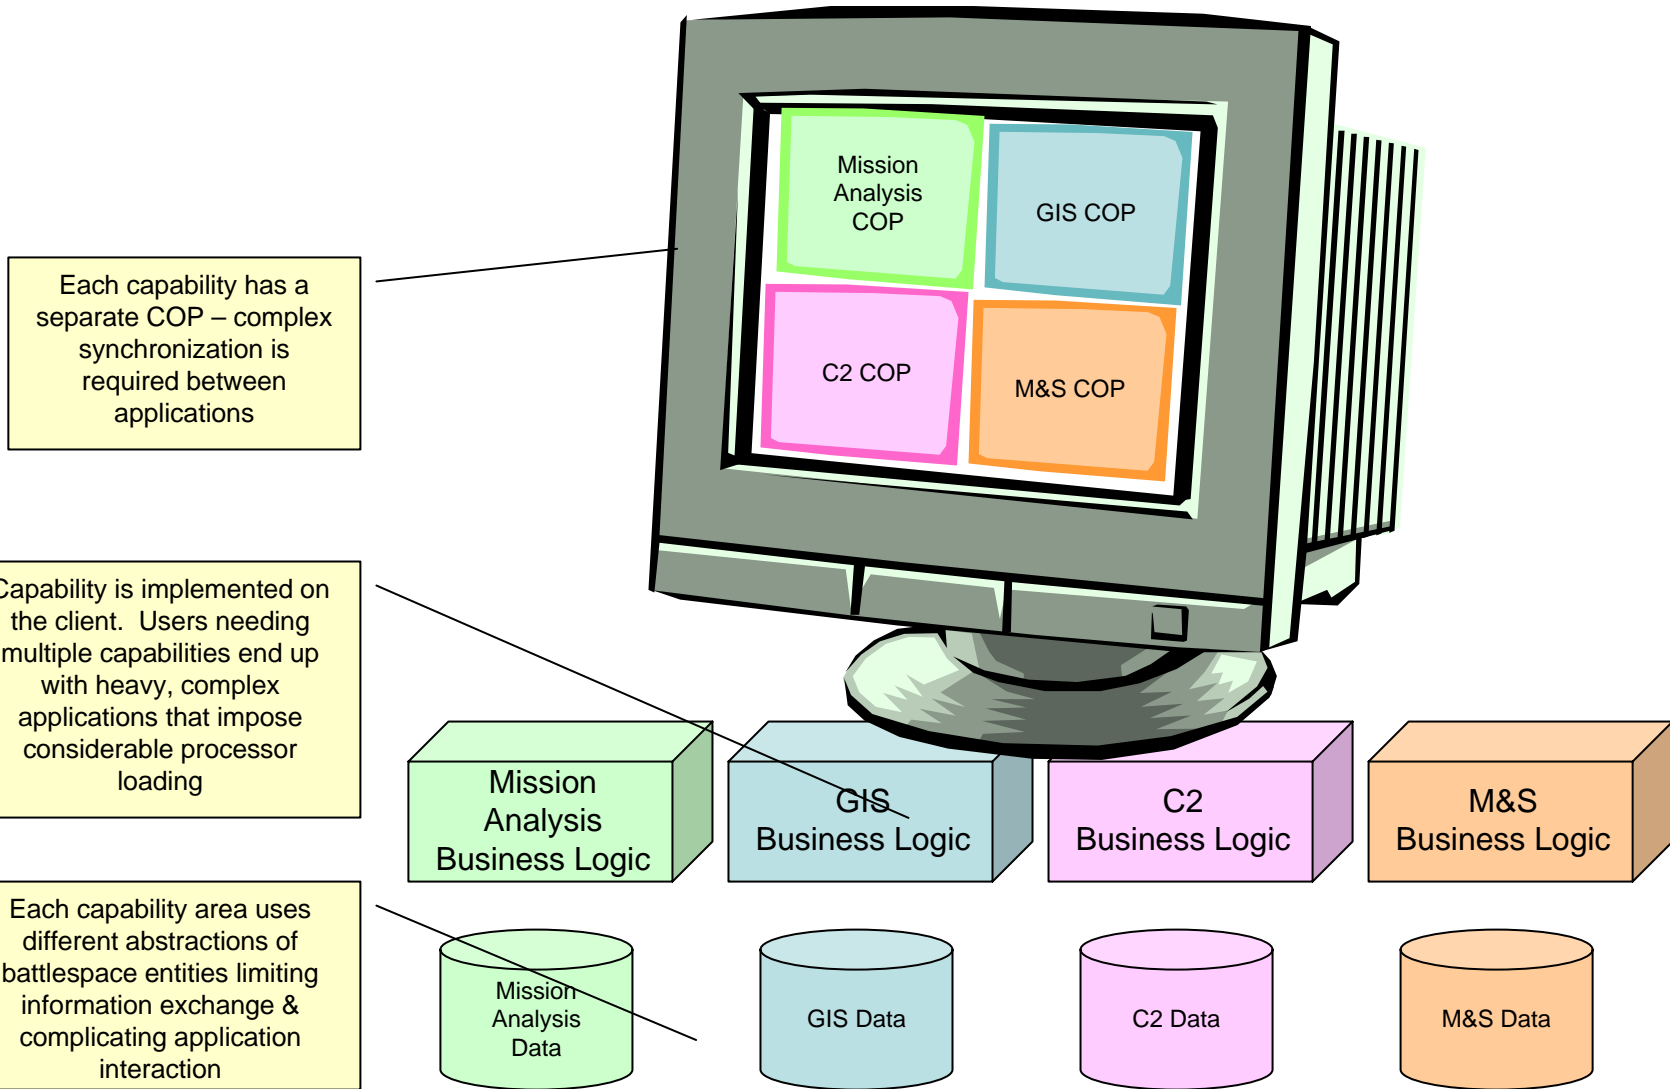 Mission
Analysis
COP
GIS COP
C2 COP
M&S COP
Each capability has a
separate COP – complex
synchronization is
required between
applications
Capability is implemented on
the client.  Users needing
multiple capabilities end up
with heavy, complex
applications that impose
considerable processor
loading
Each capability area uses
different abstractions of
battlespace entities limiting
information exchange &
complicating application
interaction
Mission
Analysis
Business Logic
GIS
Business Logic
C2
Business Logic
M&S
Business Logic
Mission
Analysis
Data
GIS Data
C2 Data
M&S Data